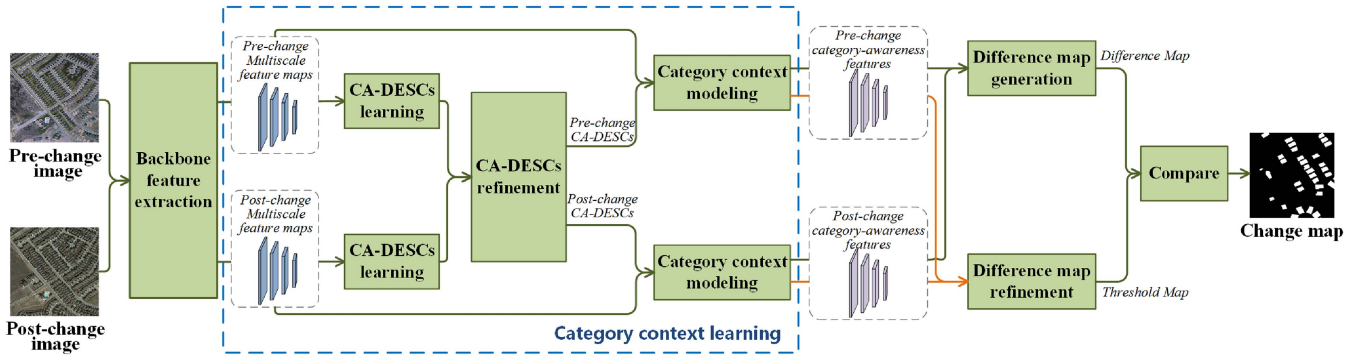 Pre-change
image
Post-change
image
Backbone
feature
extraction
Pre-change
Multiscale
feature maps
CA-DESCs
learning
Post-change
Multiscale
feature maps
CA-DESCs
learning
CA-DESCs
refinement
Pre-change
CA-DESCs
Post-change
CA-DESCs
Category context
modeling
Category context
modeling
Category context learning
Pre-change
category-awareness
features
Post-change
category-awareness
features
Difference map
generation
Difference Map
Difference map
refinement
Threshold Map
Compare
Change map